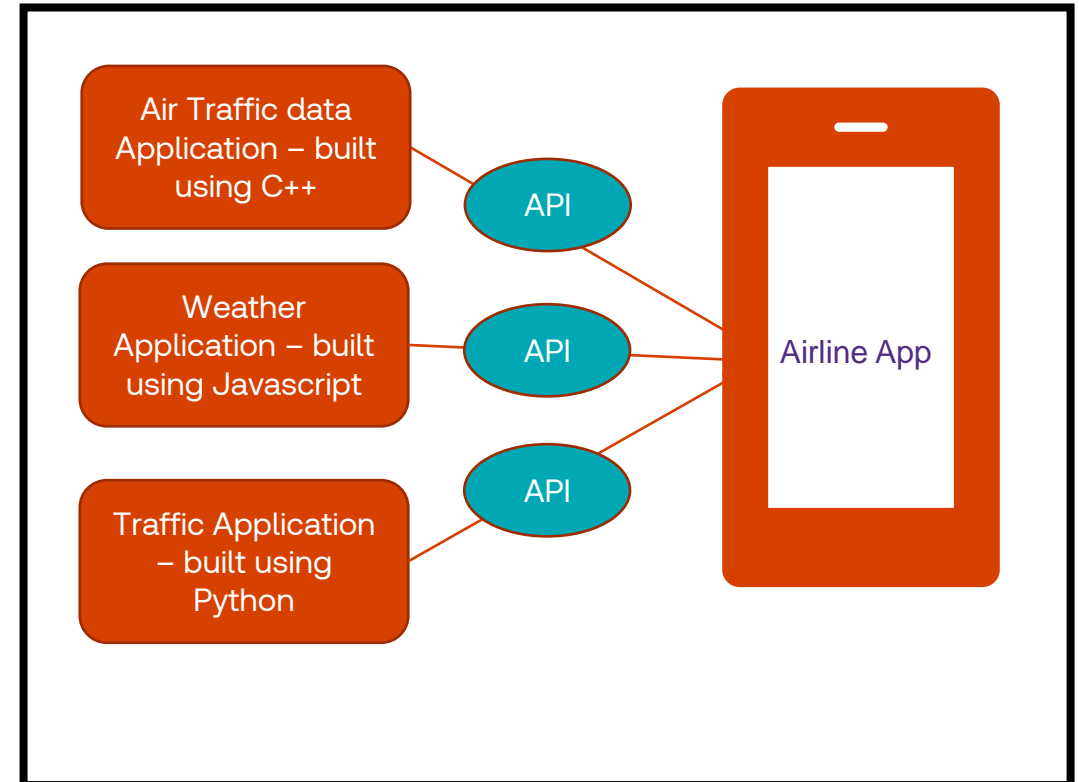 Air Traffic data
Application – built
using C++
API
Weather
Application – built
using Javascript
API
Airline App
Traffic Application
– built using
Python
API